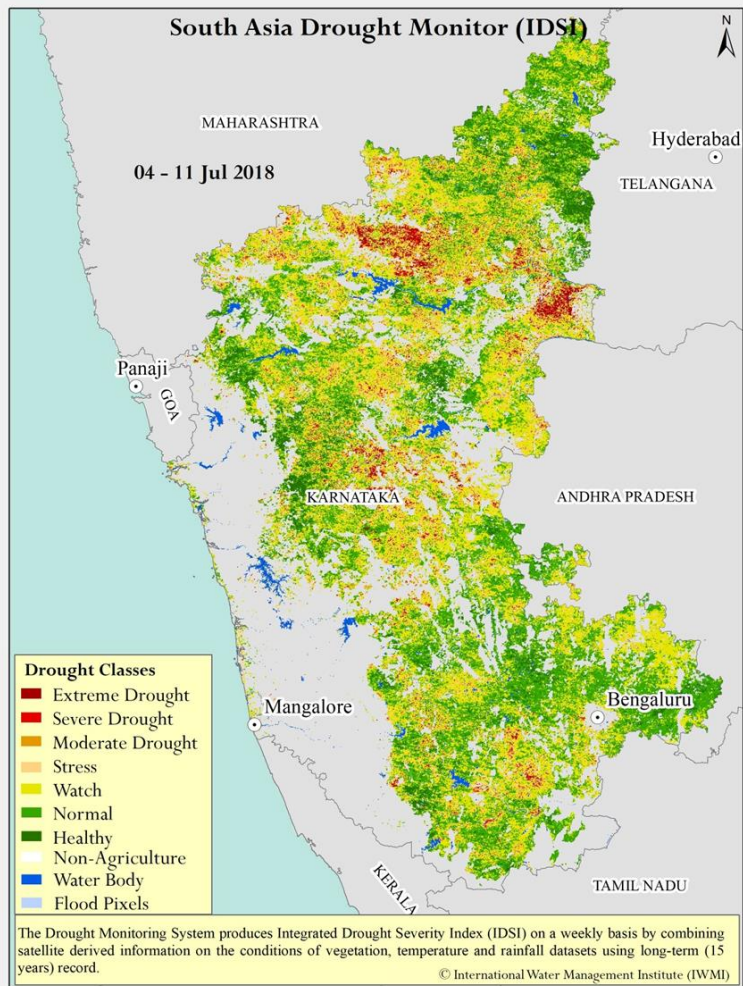 South Asia Drought Monitor (IDSI)
N
MAHARASHTRA
Hyderabad
04 - 11 Jul 2018
TELANGANA
Panaji
GOA
KARNATAKA
ANDHRA PRADESH
Drought Classes
Extreme Drought
Severe Drought
Moderate Drought
Stress
Watch
Normal
Healthy
Non-Agriculture
Water Body
Flood Pixels
Mangalore
Bengaluru
KERALA
TAMIL NADU
The Drought Monitoring System produces Integrated Drought Severity Index (IDSI) on a weekly basis by combining
satellite derived information on the conditions of vegetation, temperature and rainfall datasets using long-term (15
years) record.
© International Water Management Institute (IWMI)